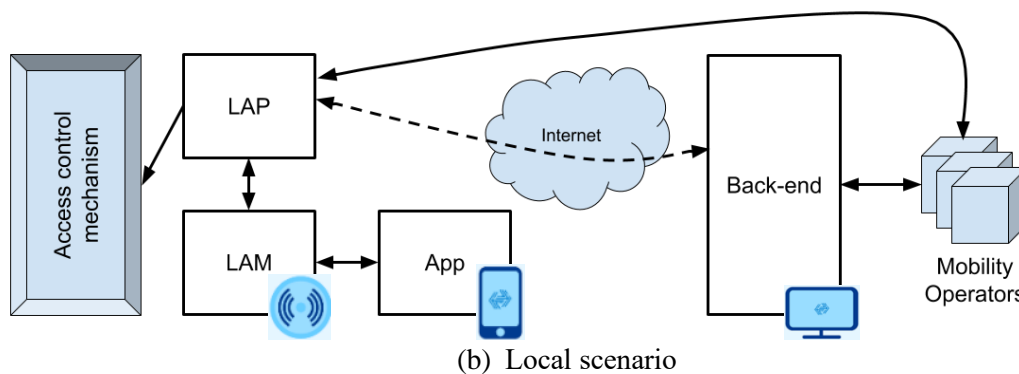 Access control
mechanism
LAP
LAM
App
Internet
Back-end
Mobility
Operators
(b) Local scenario